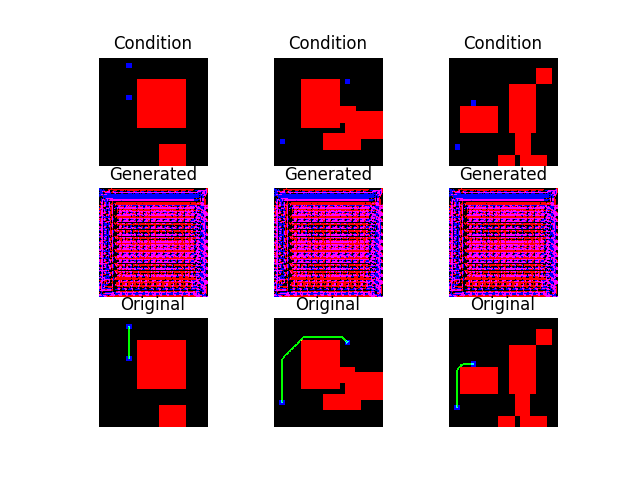 Condition Condition Condition
Generated Generated Generated
Original Original Original